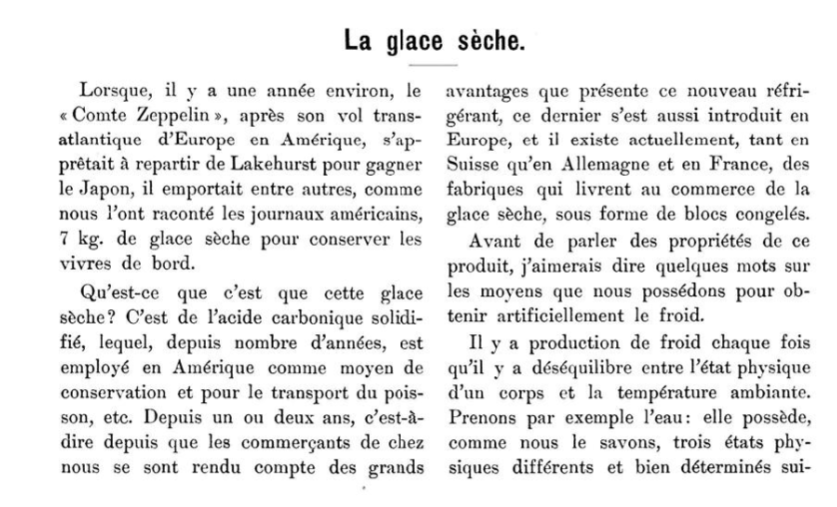 La glace sèche.
Lorsque, il y a une année environ, le
« Comte Zeppelin », après son vol trans-
atlantique d'Europe en Amérique, s'ap-
prêtait à repartir de Lakehurst pour gagner
le Japon, il emportait entre autres, comme
nous l'ont raconté les journaux américains,
7 kg. de glace sèche pour conserver les
vivres de bord.
Qu'est-ce que c'est que cette glace
sèche? C'est de l'acide carbonique solidi-
fié, lequel, depuis nombre d'années, est
employé en Amérique comme moyen de
conservation et pour le transport du pois-
son, etc. Depuis un ou deux ans, c'est-à-
dire depuis que les commerçants de chez
nous se sont rendu compte des grands
avantages que présente ce nouveau réfri-
gérant, ce dernier s'est aussi introduit en
Europe, et il existe actuellement, tant en
Suisse qu'en Allemagne et en France, des
fabriques qui livrent au commerce de la
glace sèche, sous forme de blocs congelés.
Avant de parler des propriétés de ce
produit, j'aimerais dire quelques mots sur
les moyens que nous possédons pour ob-
tenir artificiellement le froid.
Il y a production de froid chaque fois
qu'il y a déséquilibre entre l'état physique
d'un corps et la température ambiante.
Prenons par exemple l'eau: elle possède,
comme nous le savons, trois états phy-
siques différents et bien déterminés sui-